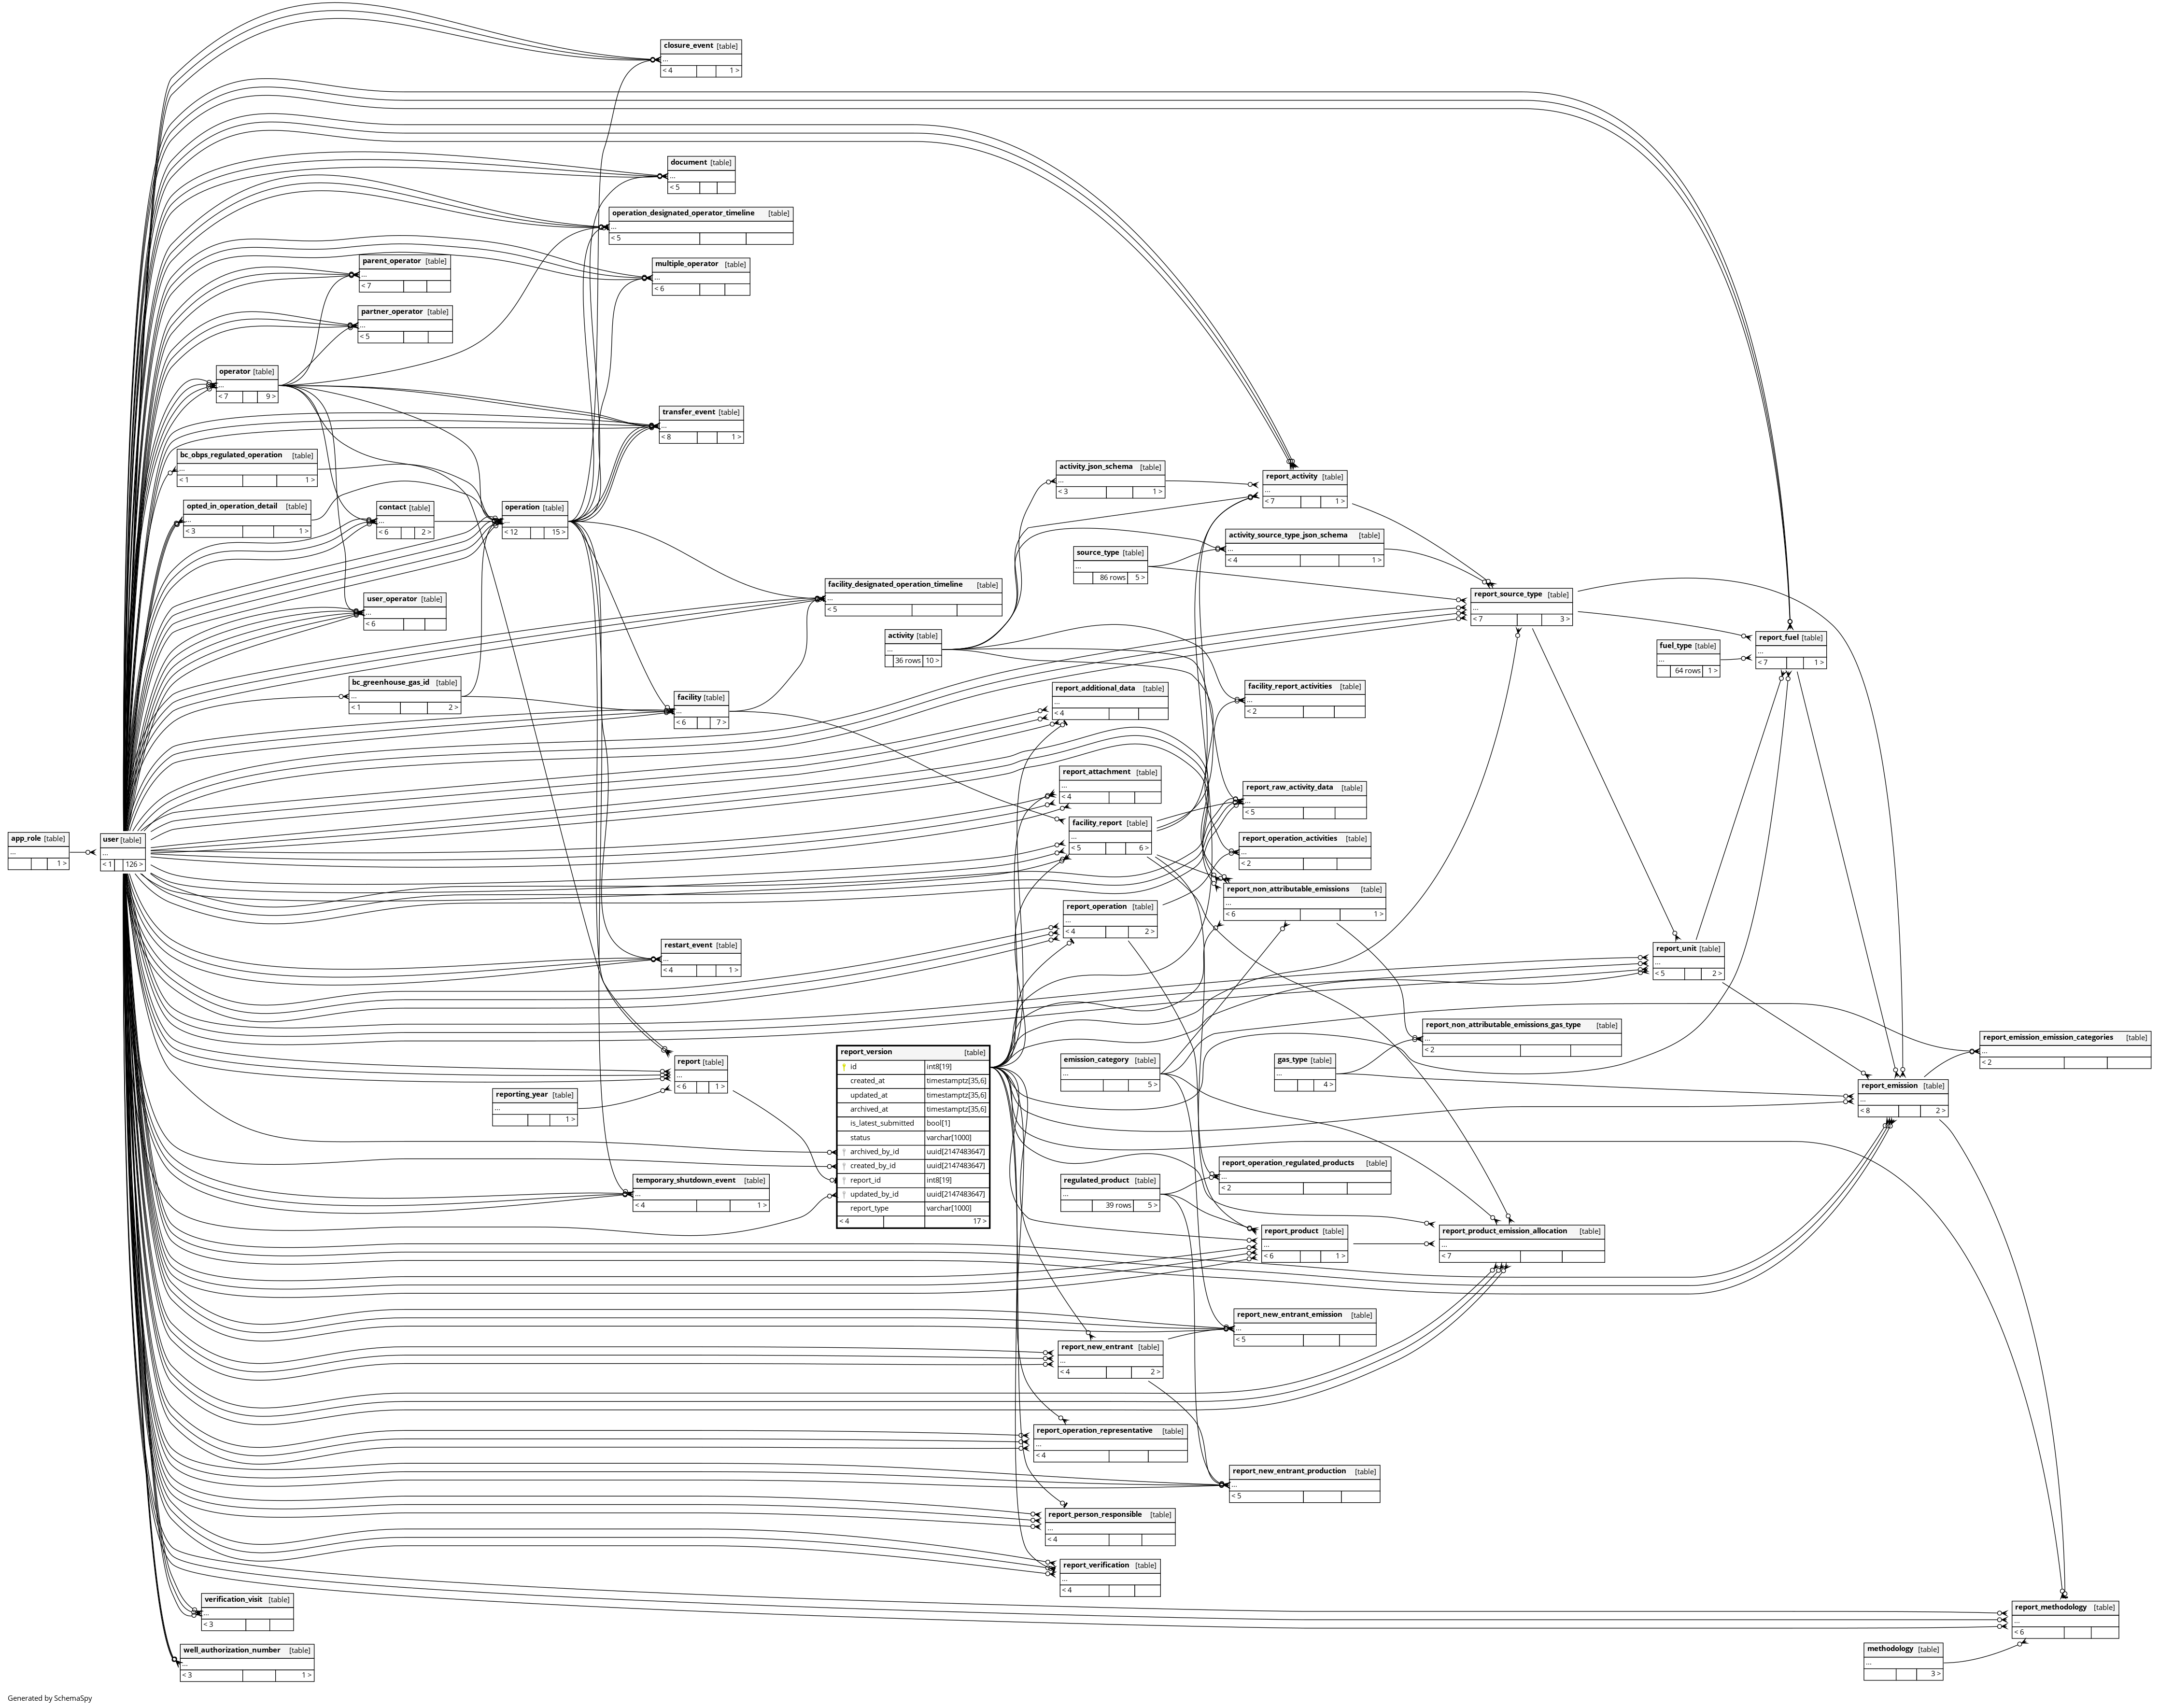 closure_event [table]
...
< 4 1 >
document [table]
...
< 5
operation_designated_operator_timeline [table]
...
< 5
parent_operator [table]
...
< 7
multiple_operator [table]
...
< 6
partner_operator [table]
...
< 5
operator [table]
...
< 7 9 >
transfer_event [table]
...
< 8 1 >
bc_obps_regulated_operation [table]
...
< 1 1 >
activity_json_schema [table]
...
< 3 1 >
report_activity [table]
...
< 7 1 >
opted_in_operation_detail [table]
...
< 3 1 >
contact [table]
...
< 6 2 >
operation [table]
...
< 12 15 >
activity_source_type_json_schema [table]
...
< 4 1 >
source_type [table]
...
86 rows 5 >
facility_designated_operation_timeline [table]
...
< 5
report_source_type [table]
...
< 7 3 >
user_operator [table]
...
< 6
activity [table]
...
36 rows 10 >
report_fuel [table]
...
< 7 1 >
fuel_type [table]
...
64 rows 1 >
bc_greenhouse_gas_id [table]
...
< 1 2 >
facility [table]
...
< 6 7 >
report_additional_data [table]
...
< 4
facility_report_activities [table]
...
< 2
report_attachment [table]
...
< 4
report_raw_activity_data [table]
...
< 5
facility_report [table]
...
< 5 6 >
app_role [table]
...
1 >
user [table]
...
< 1 126 >
report_operation_activities [table]
...
< 2
report_non_attributable_emissions [table]
...
< 6 1 >
report_operation [table]
...
< 4 2 >
restart_event [table]
...
< 4 1 >
report_unit [table]
...
< 5 2 >
report_non_attributable_emissions_gas_type [table]
...
< 2
report_emission_emission_categories [table]
...
< 2
report [table]
...
< 6 1 >
report_version [table]
id int8[19]
created_at timestamptz[35,6]
updated_at timestamptz[35,6]
archived_at timestamptz[35,6]
is_latest_submitted bool[1]
status varchar[1000]
archived_by_id uuid[2147483647]
created_by_id uuid[2147483647]
report_id int8[19]
updated_by_id uuid[2147483647]
report_type varchar[1000]
< 4 17 >
emission_category [table]
...
5 >
gas_type [table]
...
4 >
report_emission [table]
...
< 8 2 >
reporting_year [table]
...
1 >
report_operation_regulated_products [table]
...
< 2
temporary_shutdown_event [table]
...
< 4 1 >
regulated_product [table]
...
39 rows 5 >
report_product [table]
...
< 6 1 >
report_product_emission_allocation [table]
...
< 7
report_new_entrant_emission [table]
...
< 5
report_new_entrant [table]
...
< 4 2 >
report_operation_representative [table]
...
< 4
report_new_entrant_production [table]
...
< 5
report_person_responsible [table]
...
< 4
report_verification [table]
...
< 4
verification_visit [table]
...
< 3
report_methodology [table]
...
< 6
well_authorization_number [table]
...
< 3 1 >
methodology [table]
...
3 >
Generated by SchemaSpy